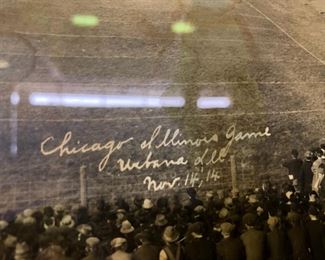 Chicago Illinois Game
Urbana Ill
Nov. 14, 14